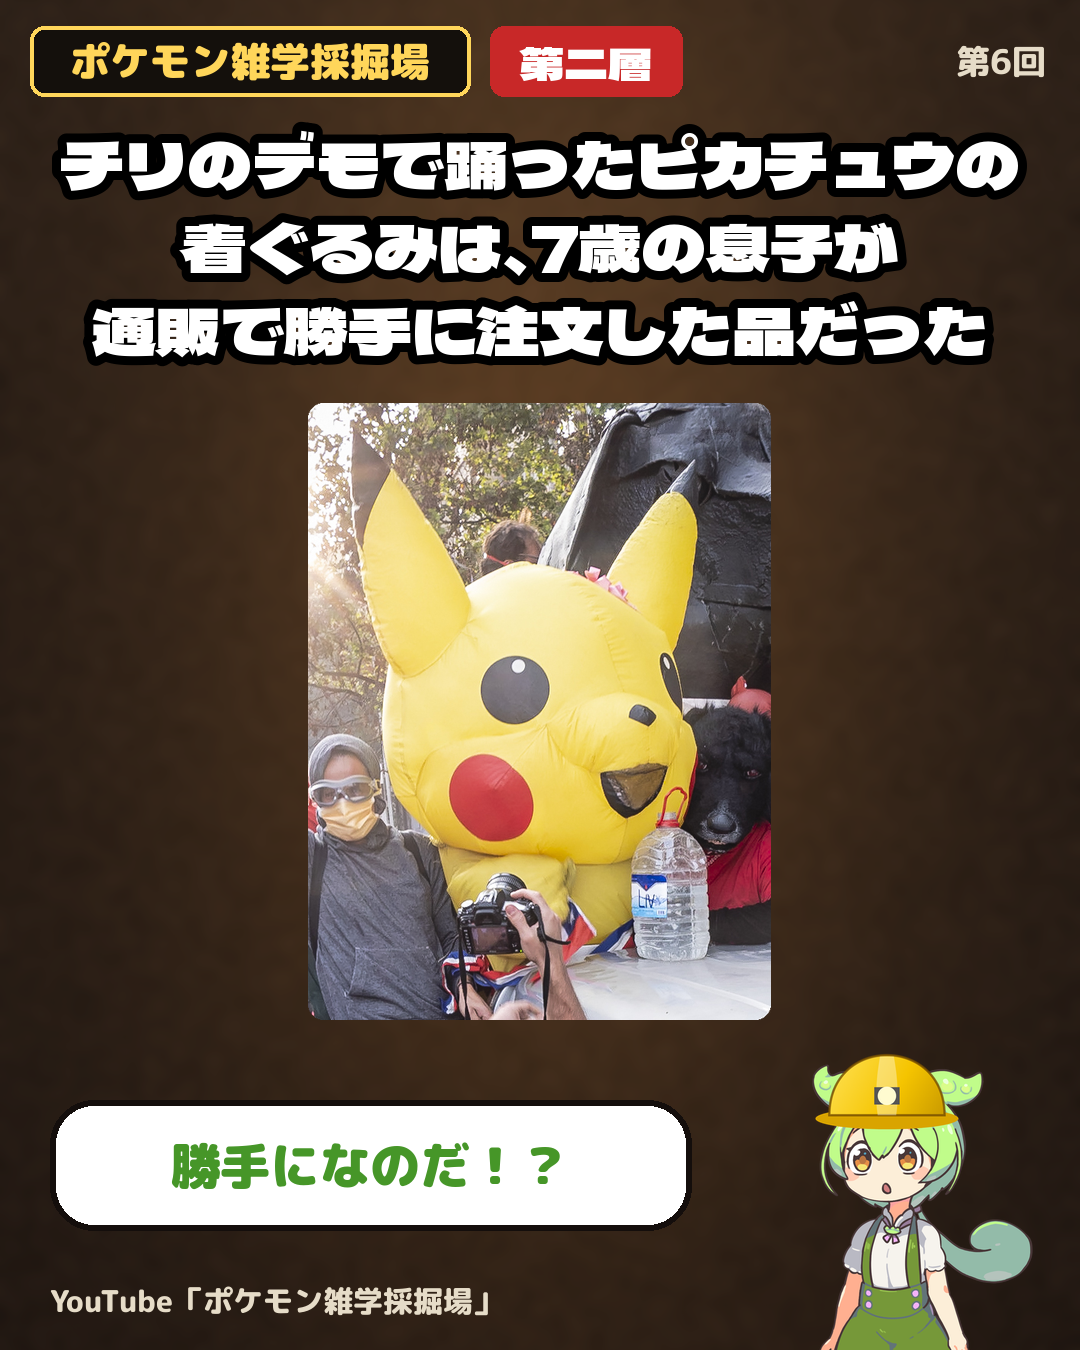 ポケモン雑学採掘場
第二層
第6回
チリのデモで踊ったピカチュウの
着ぐるみは、7歳の息子が
通販で勝手に注文した品だった
LIV
勝手になのだ！？
YouTube「ポケモン雑学採掘場」